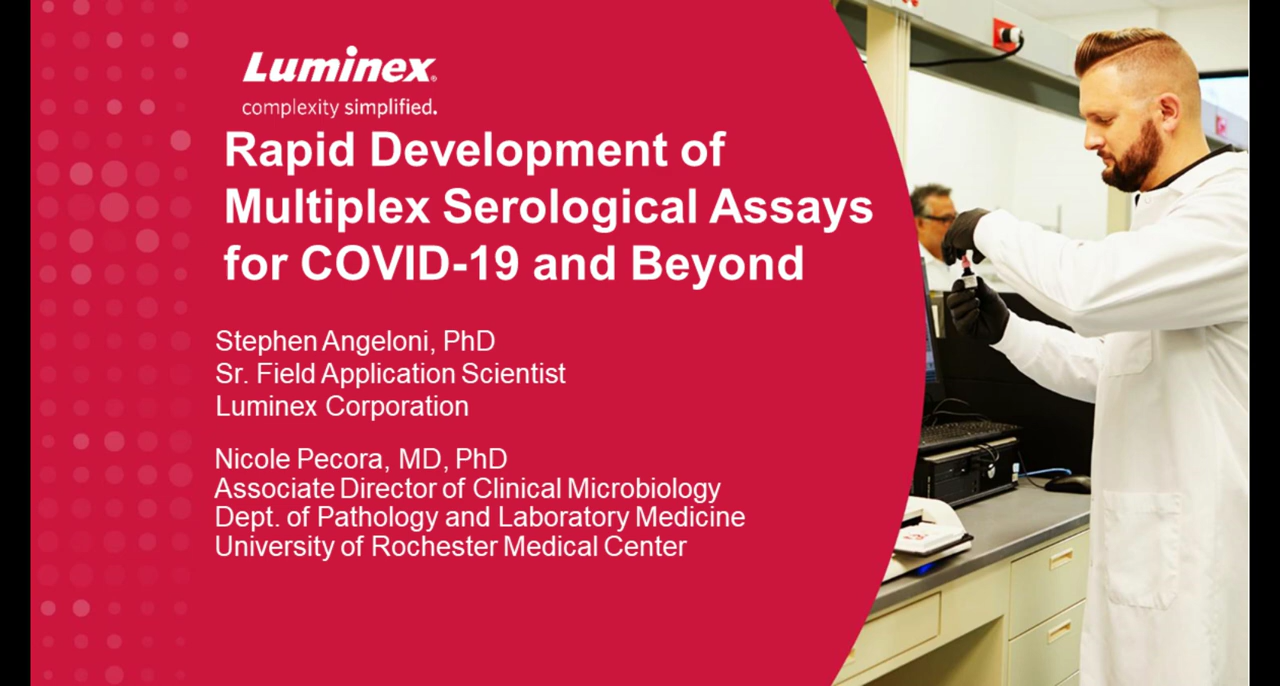 Luminex®
complexity simplified.
Rapid Development of
Multiplex Serological Assays
for COVID-19 and Beyond
Stephen Angeloni, PhD
Sr. Field Application Scientist
Luminex Corporation
Nicole Pecora, MD, PhD
Associate Director of Clinical Microbiology
Dept. of Pathology and Laboratory Medicine
University of Rochester Medical Center